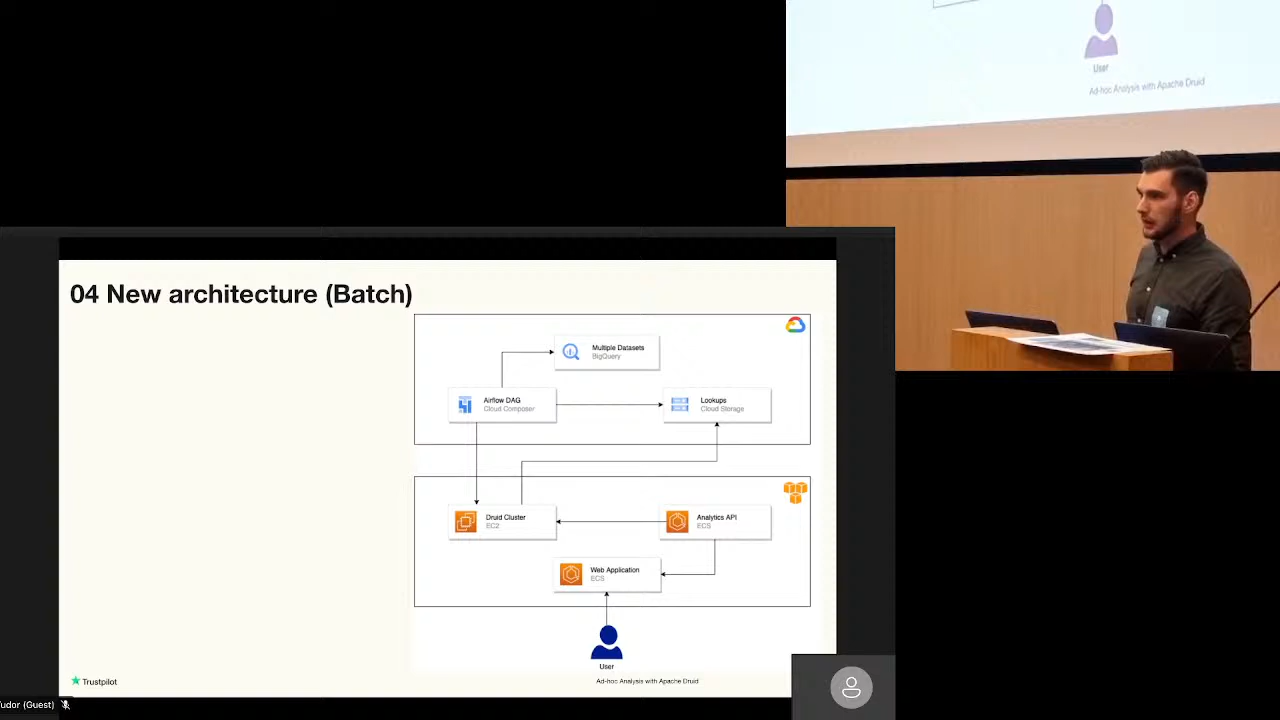 User
Ad-hoc Analysis with Apache Druid
04 New architecture (Batch)
Multiple Datasets
BigQuery
Airflow DAG
Cloud Composer
Lookups
Cloud Storage
Druid Cluster
EC2
Analytics API
ECS
Web Application
ECS
User
Trustpilot
Ad-hoc Analysis with Apache Druid
Tudor (Guest)